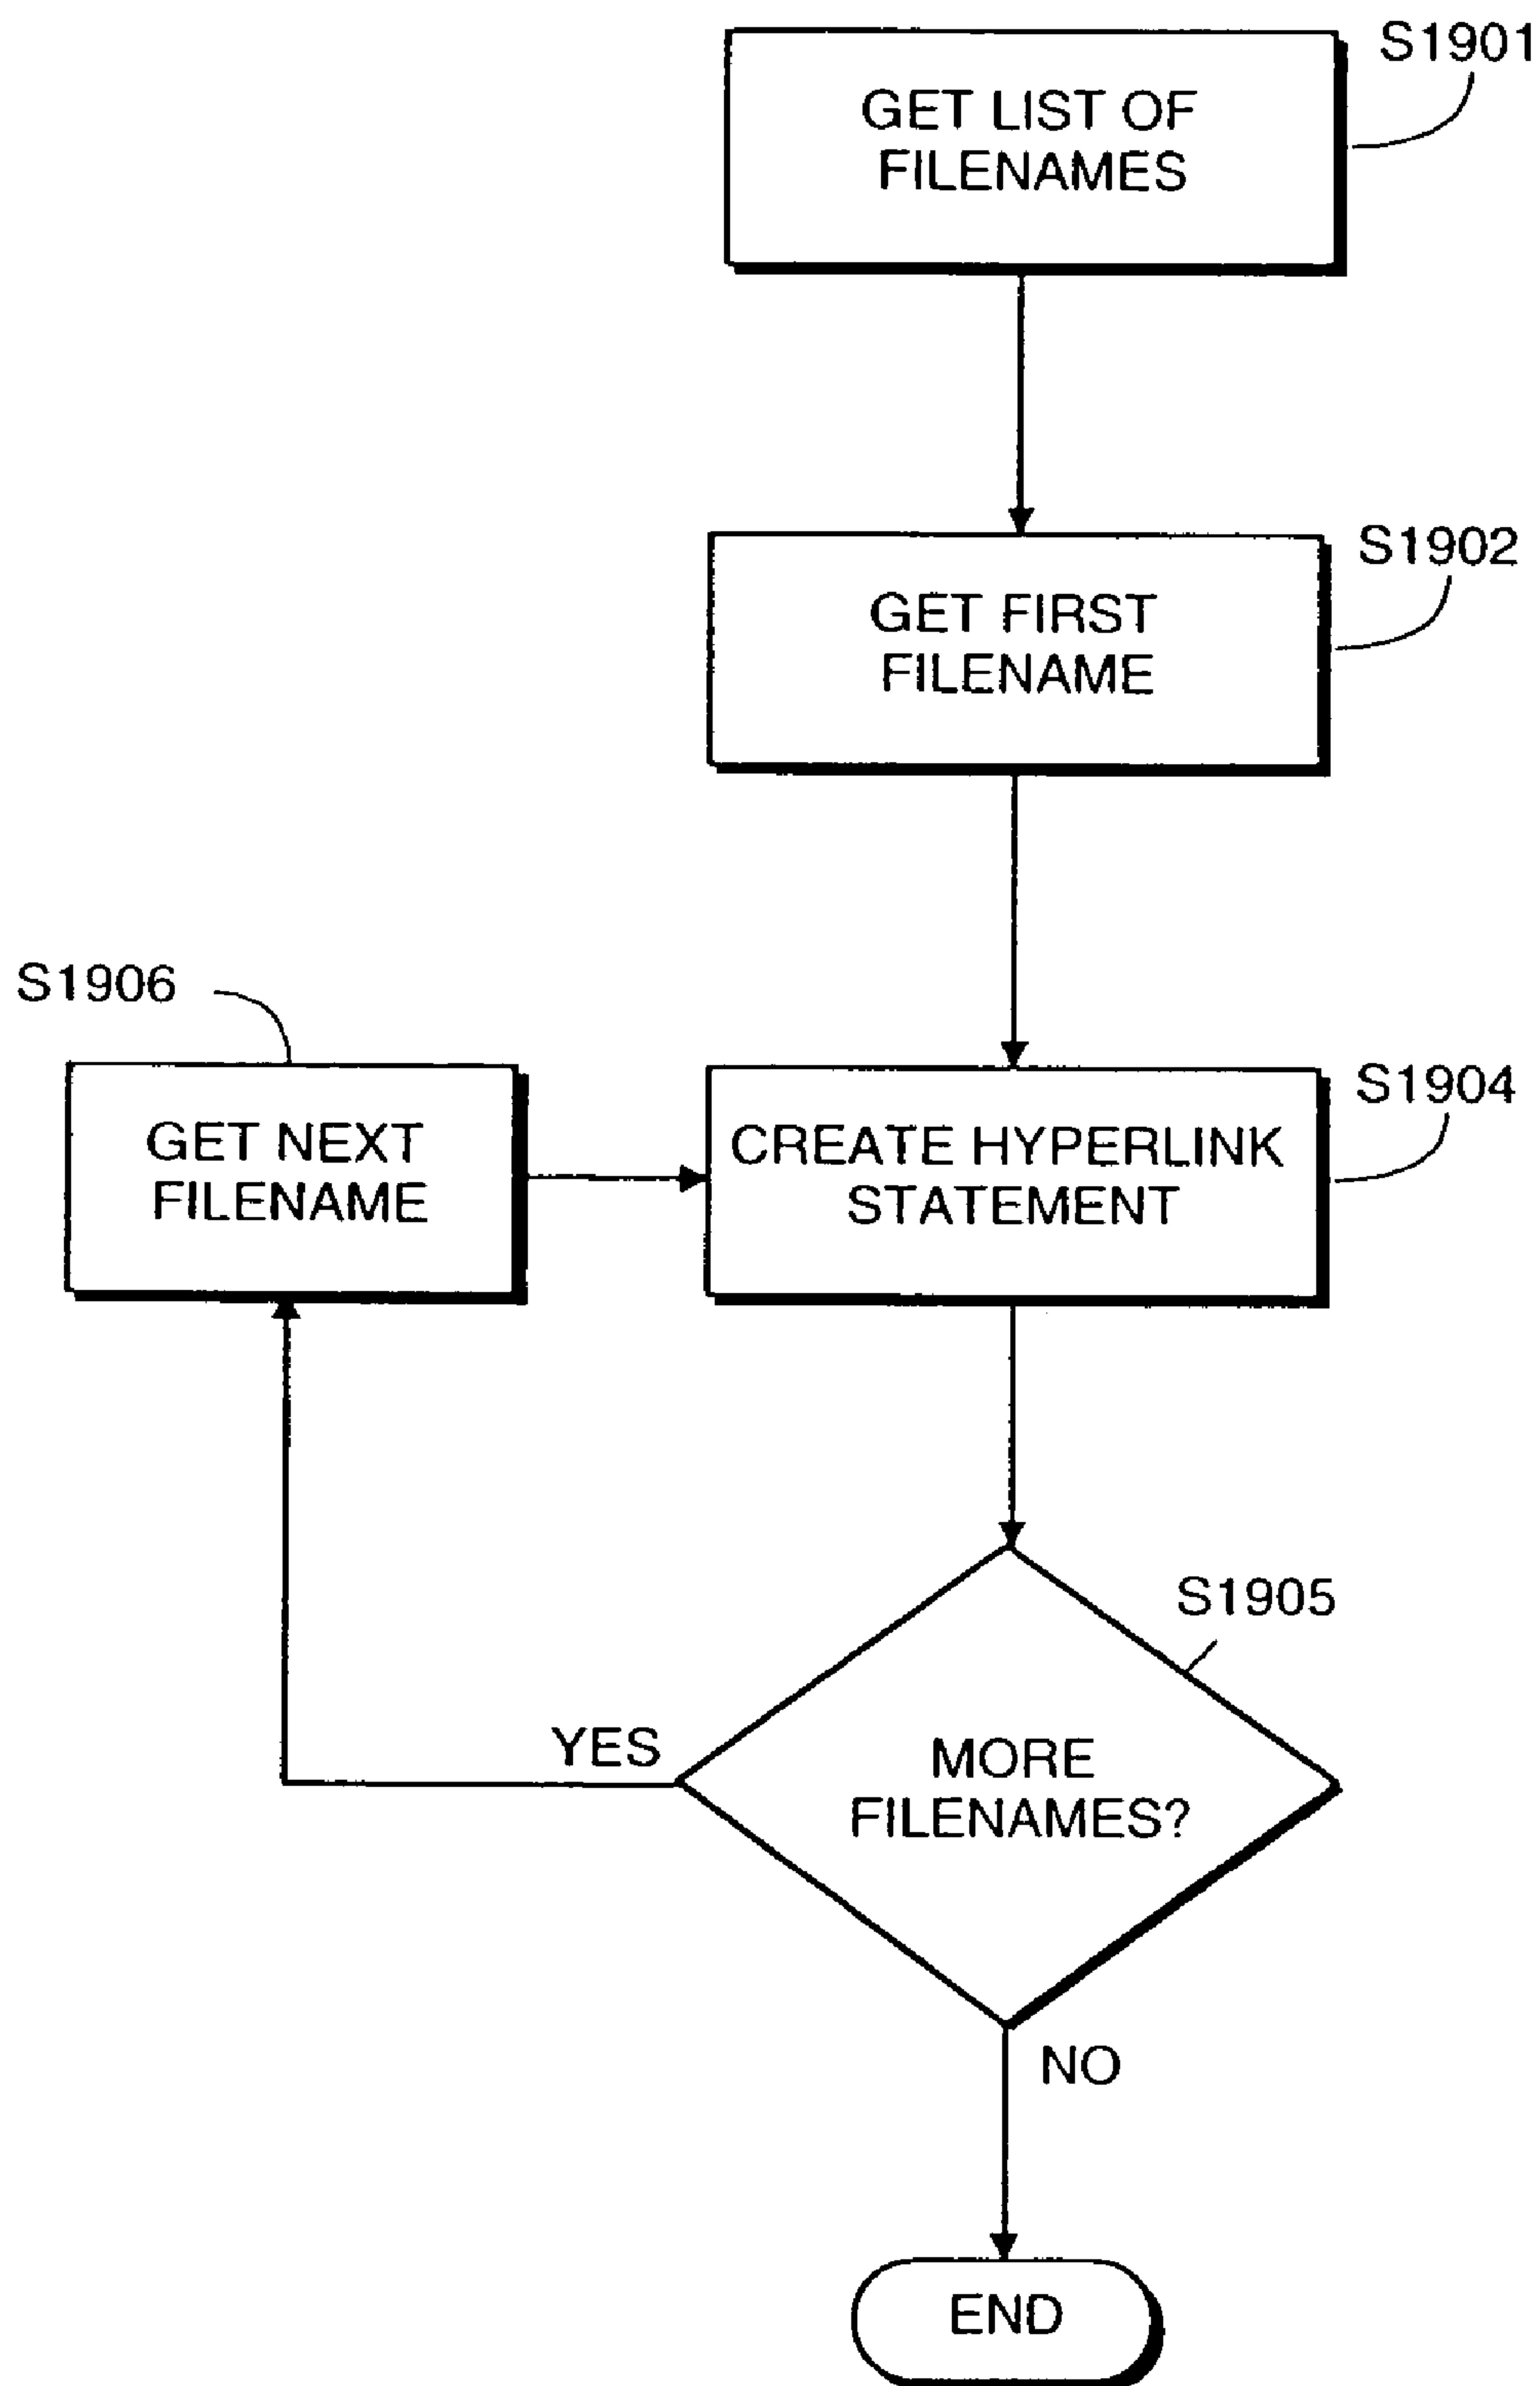 S1901
GET LIST OF
FILENAMES
S1902
GET FIRST
FILENAME
S1906
GET NEXT
FILENAME
S1904
CREATE HYPERLINK
STATEMENT
S1905
YES
MORE
FILENAMES?
NO
END